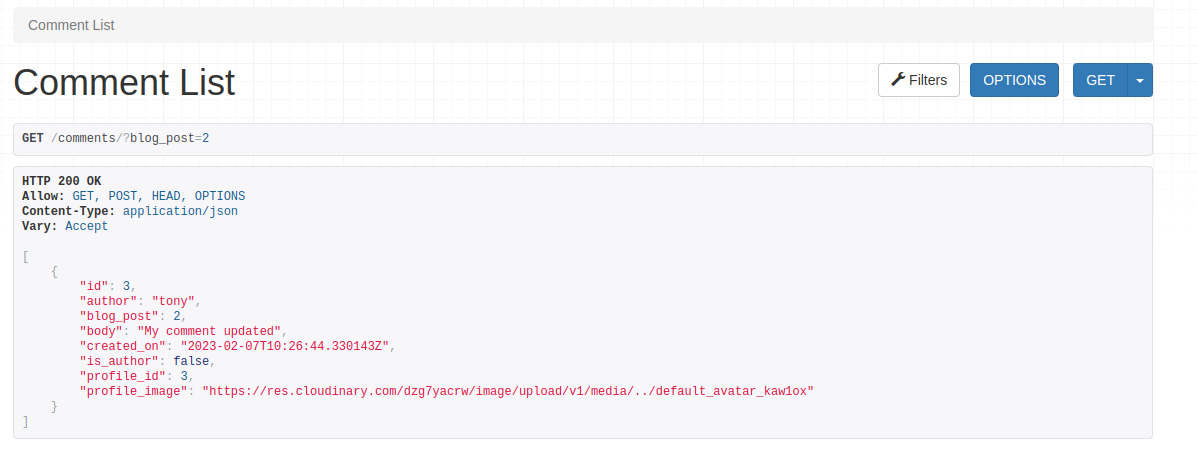 Comment List
Comment List
Filters
OPTIONS
GET
GET /comments/?blog_post=2
HTTP 200 OK
Allow: GET, POST, HEAD, OPTIONS
Content-Type: application/json
Vary: Accept
[
    {
        "id": 3,
        "author": "tony",
        "blog_post": 2,
        "body": "My comment updated",
        "created_on": "2023-02-07T10:26:44.330143Z",
        "is_author": false,
        "profile_id": 3,
        "profile_image": "https://res.cloudinary.com/dzg7yacrw/image/upload/v1/media/../default_avatar_kaw1ox"
    }
]